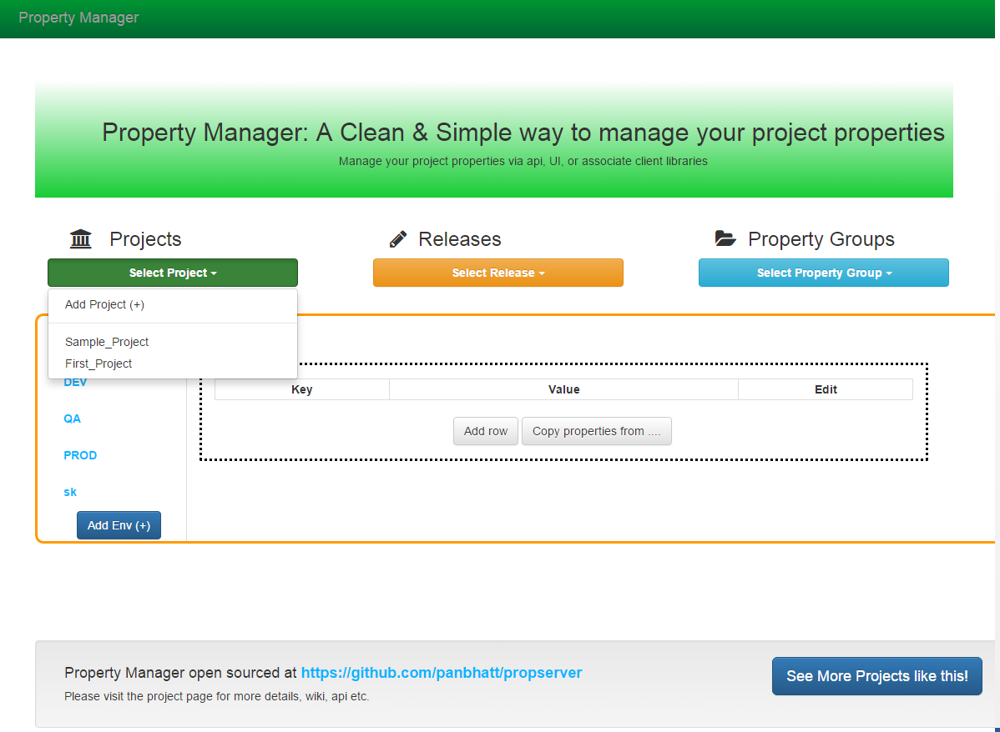 Property Manager
Property Manager: A Clean & Simple way to manage your project properties
Manage your project properties via api, UI, or associate client libraries
Projects
Releases
Property Groups
Select Project
Select Release
Select Property Group
Add Project (+)
Sample_Project
First_Project
DEV
QA
PROD
sk
Add Env (+)
Key Value Edit
Add row Copy properties from ....
Property Manager open sourced at https://github.com/panbhatt/propserver
Please visit the project page for more details, wiki, api etc.
See More Projects like this!